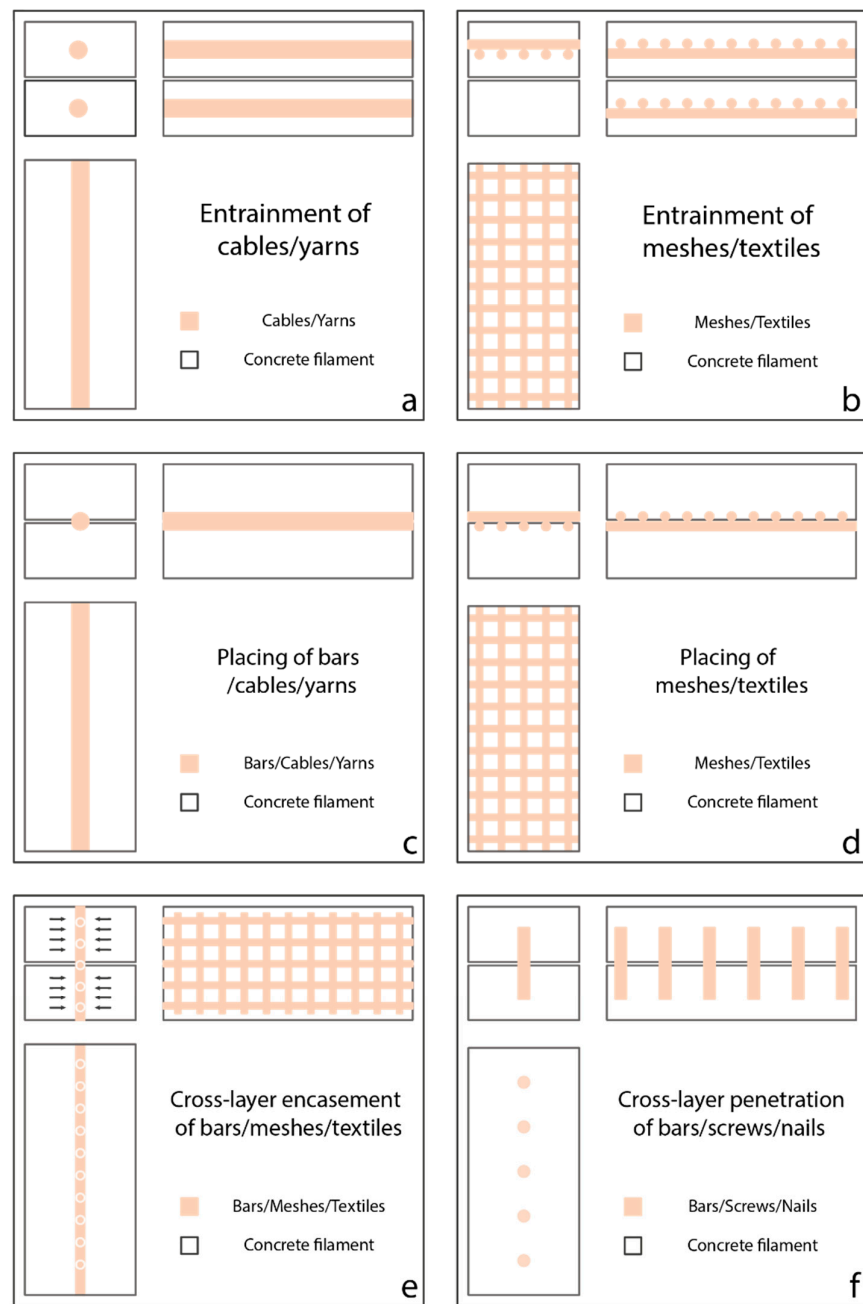 Entrainment of
cables/yarns
Cables/Yarns
Concrete filament
a
Entrainment of
meshes/textiles
Meshes/Textiles
Concrete filament
b
Placing of bars
/cables/yarns
Bars/Cables/Yarns
Concrete filament
c
Placing of
meshes/textiles
Meshes/Textiles
Concrete filament
d
Cross-layer encasement
of bars/meshes/textiles
Bars/Meshes/Textiles
Concrete filament
e
Cross-layer penetration
of bars/screws/nails
Bars/Screws/Nails
Concrete filament
f